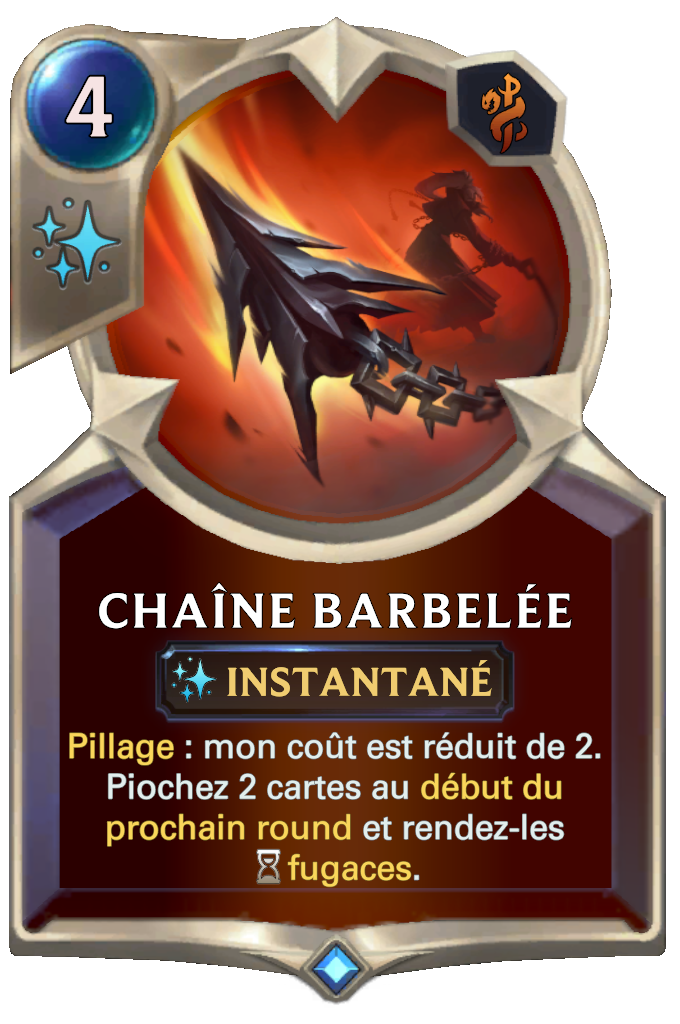 4
CHAÎNE BARBELÉE
INSTANTANÉ
Pillage : mon coût est réduit de 2.
Piochez 2 cartes au début du
prochain round et rendez-les
fugaces.